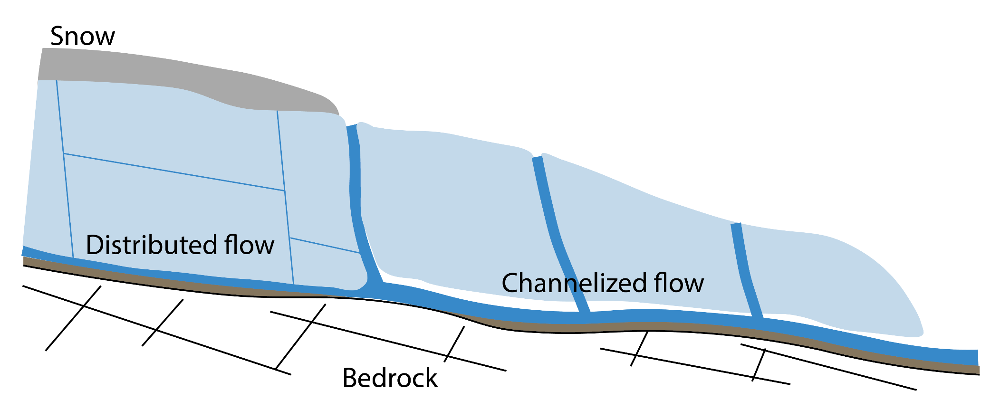 Snow
Distributed flow
Channelized flow
Bedrock